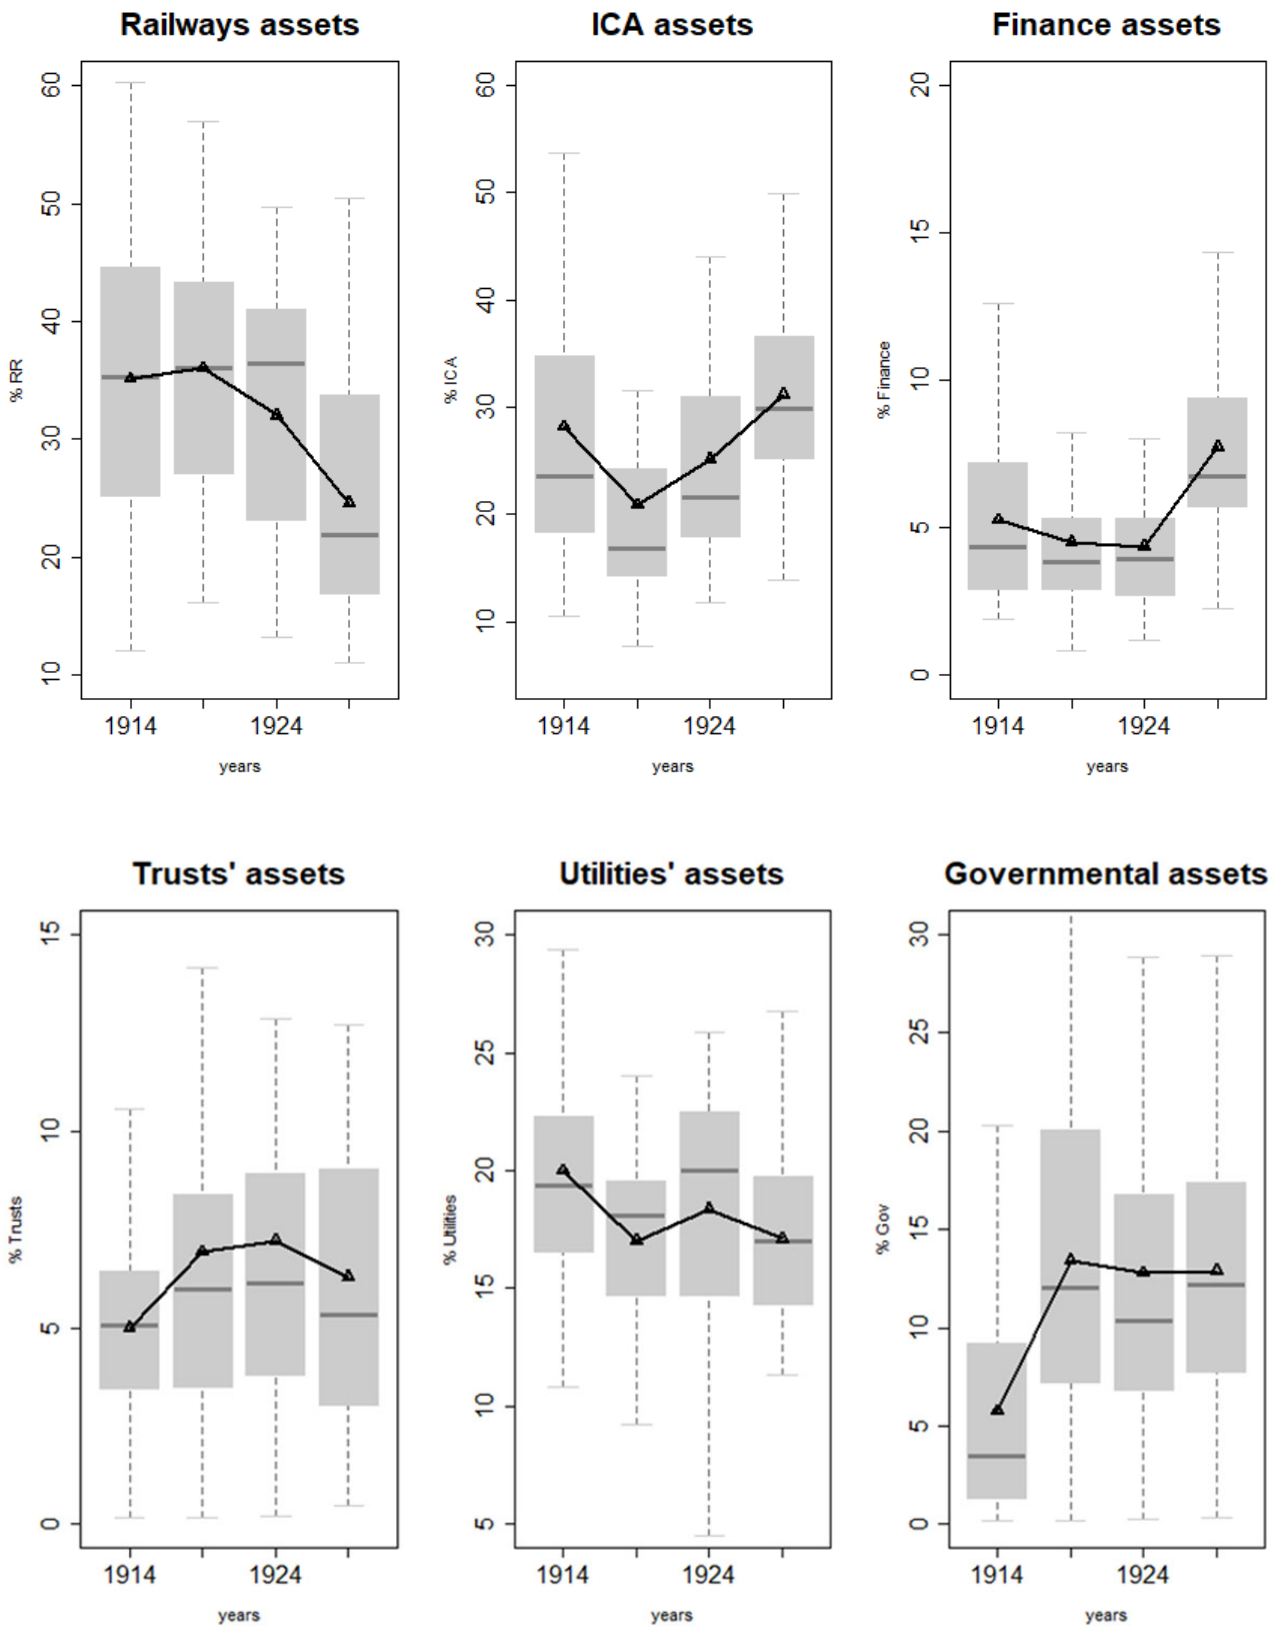 Railways assets
ICA assets
Finance assets
60
50
40
30
20
10
% RR
1914
1924
years
60
50
40
30
20
10
% ICA
1914
1924
years
20
15
10
5
0
% Finance
1914
1924
years
Trusts' assets
Utilities' assets
Governmental assets
15
10
5
0
% Trusts
1914
1924
years
30
25
20
15
10
5
% Utilities
1914
1924
years
30
25
20
15
10
5
0
% Gov
1914
1924
years